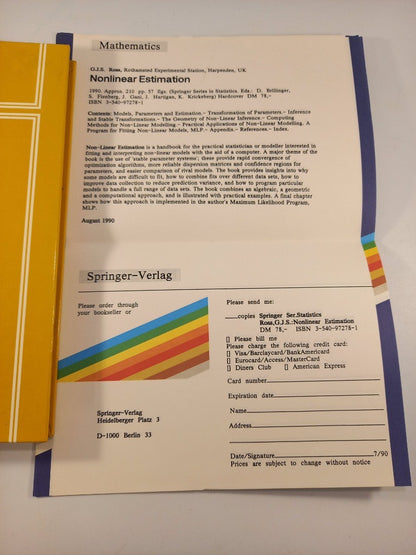 Mathematics
G.J.S. Ross, Rothamsted Experimental Station, Harpenden, UK
Nonlinear Estimation
1990. Approx. 210 pp. 57 figs. (Springer Series in Statistics. Eds.: D. Brillinger,
S. Fienberg, J. Gani, J. Hartigan, K. Krickeberg) Hardcover DM 78,-
ISBN 3-540-97278-1
Contents: Models, Parameters and Estimation.- Transformation of Parameters.- Inference
and Stable Transformations.- The Geometry of Non-Linear Inference.- Computing
Methods for Non-Linear Modelling.- Practical Applications of Non-Linear Modelling. A
Program for Fitting Non-Linear Models, MLP.- Appendix.- References.- Index.
Non-Linear Estimation is a handbook for the practical statistician or modeller interested in
fitting and interpreting non-linear models with the aid of a computer. A major theme of the
book is the use of 'stable parameter systems'; these provide rapid convergence of
optimization algorithms, more reliable dispersion matrices and confidence regions for
parameters, and easier comparison of rival models. The book provides insights into why
some models are difficult to fit, how to combine fits over different data sets, how to
improve data collection to reduce prediction variance, and how to program particular
models to handle a full range of data sets. The book combines an algebraic, a geometric
and a computational approach, and is illustrated with practical examples. A final chapter
shows how this approach is implemented in the author's Maximum Likelihood Program,
MLP.
August 1990
Springer-Verlag
Please order through
your bookseller or
Springer-Verlag
Heidelberger Platz 3
D-1000 Berlin 33
Please send me:
___copies Springer Ser.Statistics
Ross,G.J.S.:Nonlinear Estimation
DM 78,- ISBN 3-540-97278-1
[] Please bill me
Please charge the following credit card:
[] Visa/Barclaycard/BankAmericard
[] Eurocard/Access/MasterCard
[] Diners Club [] American Express
Card number
Expiration date
Name
Address
Date/Signature 7/90
Prices are subject to change without notice